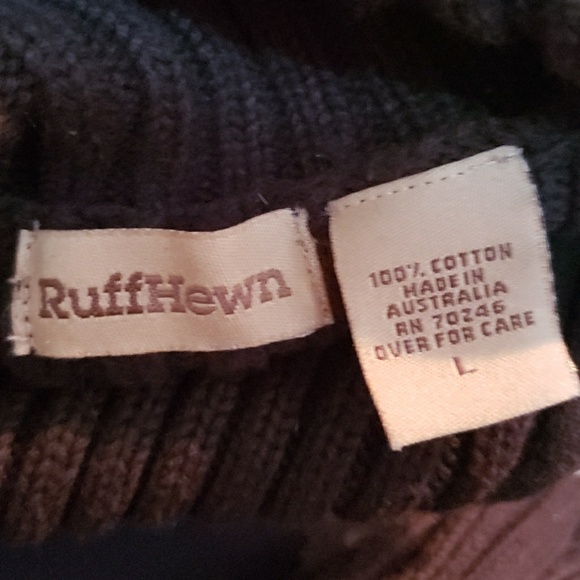 RuffHewn
100% COTTON
MADE IN
AUSTRALIA
RN 70246
OVER FOR CARE
L